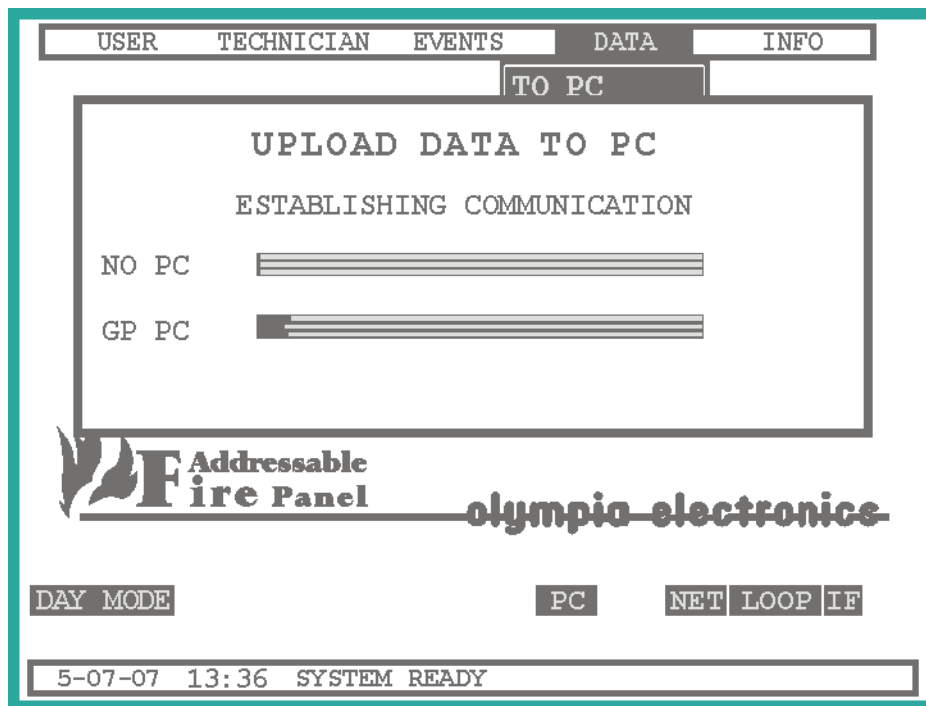 USER TECHNICIAN EVENTS DATA INFO
TO PC
UPLOAD DATA TO PC
ESTABLISHING COMMUNICATION
NO PC
GP PC
Addressable
Fire Panel
olympia electronics
DAY MODE PC NET LOOP IF
5-07-07 13:36 SYSTEM READY